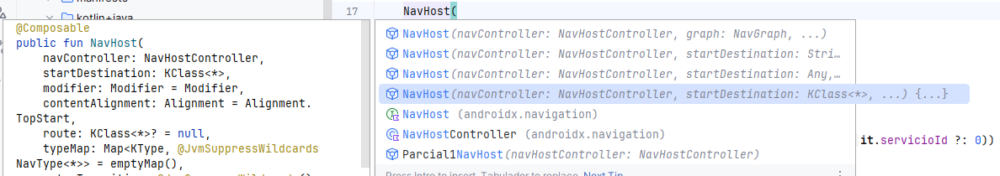 manifests
kotlin+java
17
NavHost(
@Composable
public fun NavHost(
navController: NavHostController,
startDestination: KClass<*>,
modifier: Modifier = Modifier,
contentAlignment: Alignment = Alignment.
TopStart,
route: KClass<*>? = null,
typeMap: Map<KType, @JvmSuppressWildcards
NavType<*>> = emptyMap(),
NavHost(navController: NavHostController, graph: NavGraph, ...)
NavHost(navController: NavHostController, startDestination: Stri…
NavHost(navController: NavHostController, startDestination: Any,…
NavHost(navController: NavHostController, startDestination: KClass<*>, ...) {...}
NavHost (androidx.navigation)
NavHostController (androidx.navigation)
Parcial1NavHost(navHostController: NavHostController)
Press Intro to insert, Tabulador to replace Next Tip
it.servicioId ?: 0))